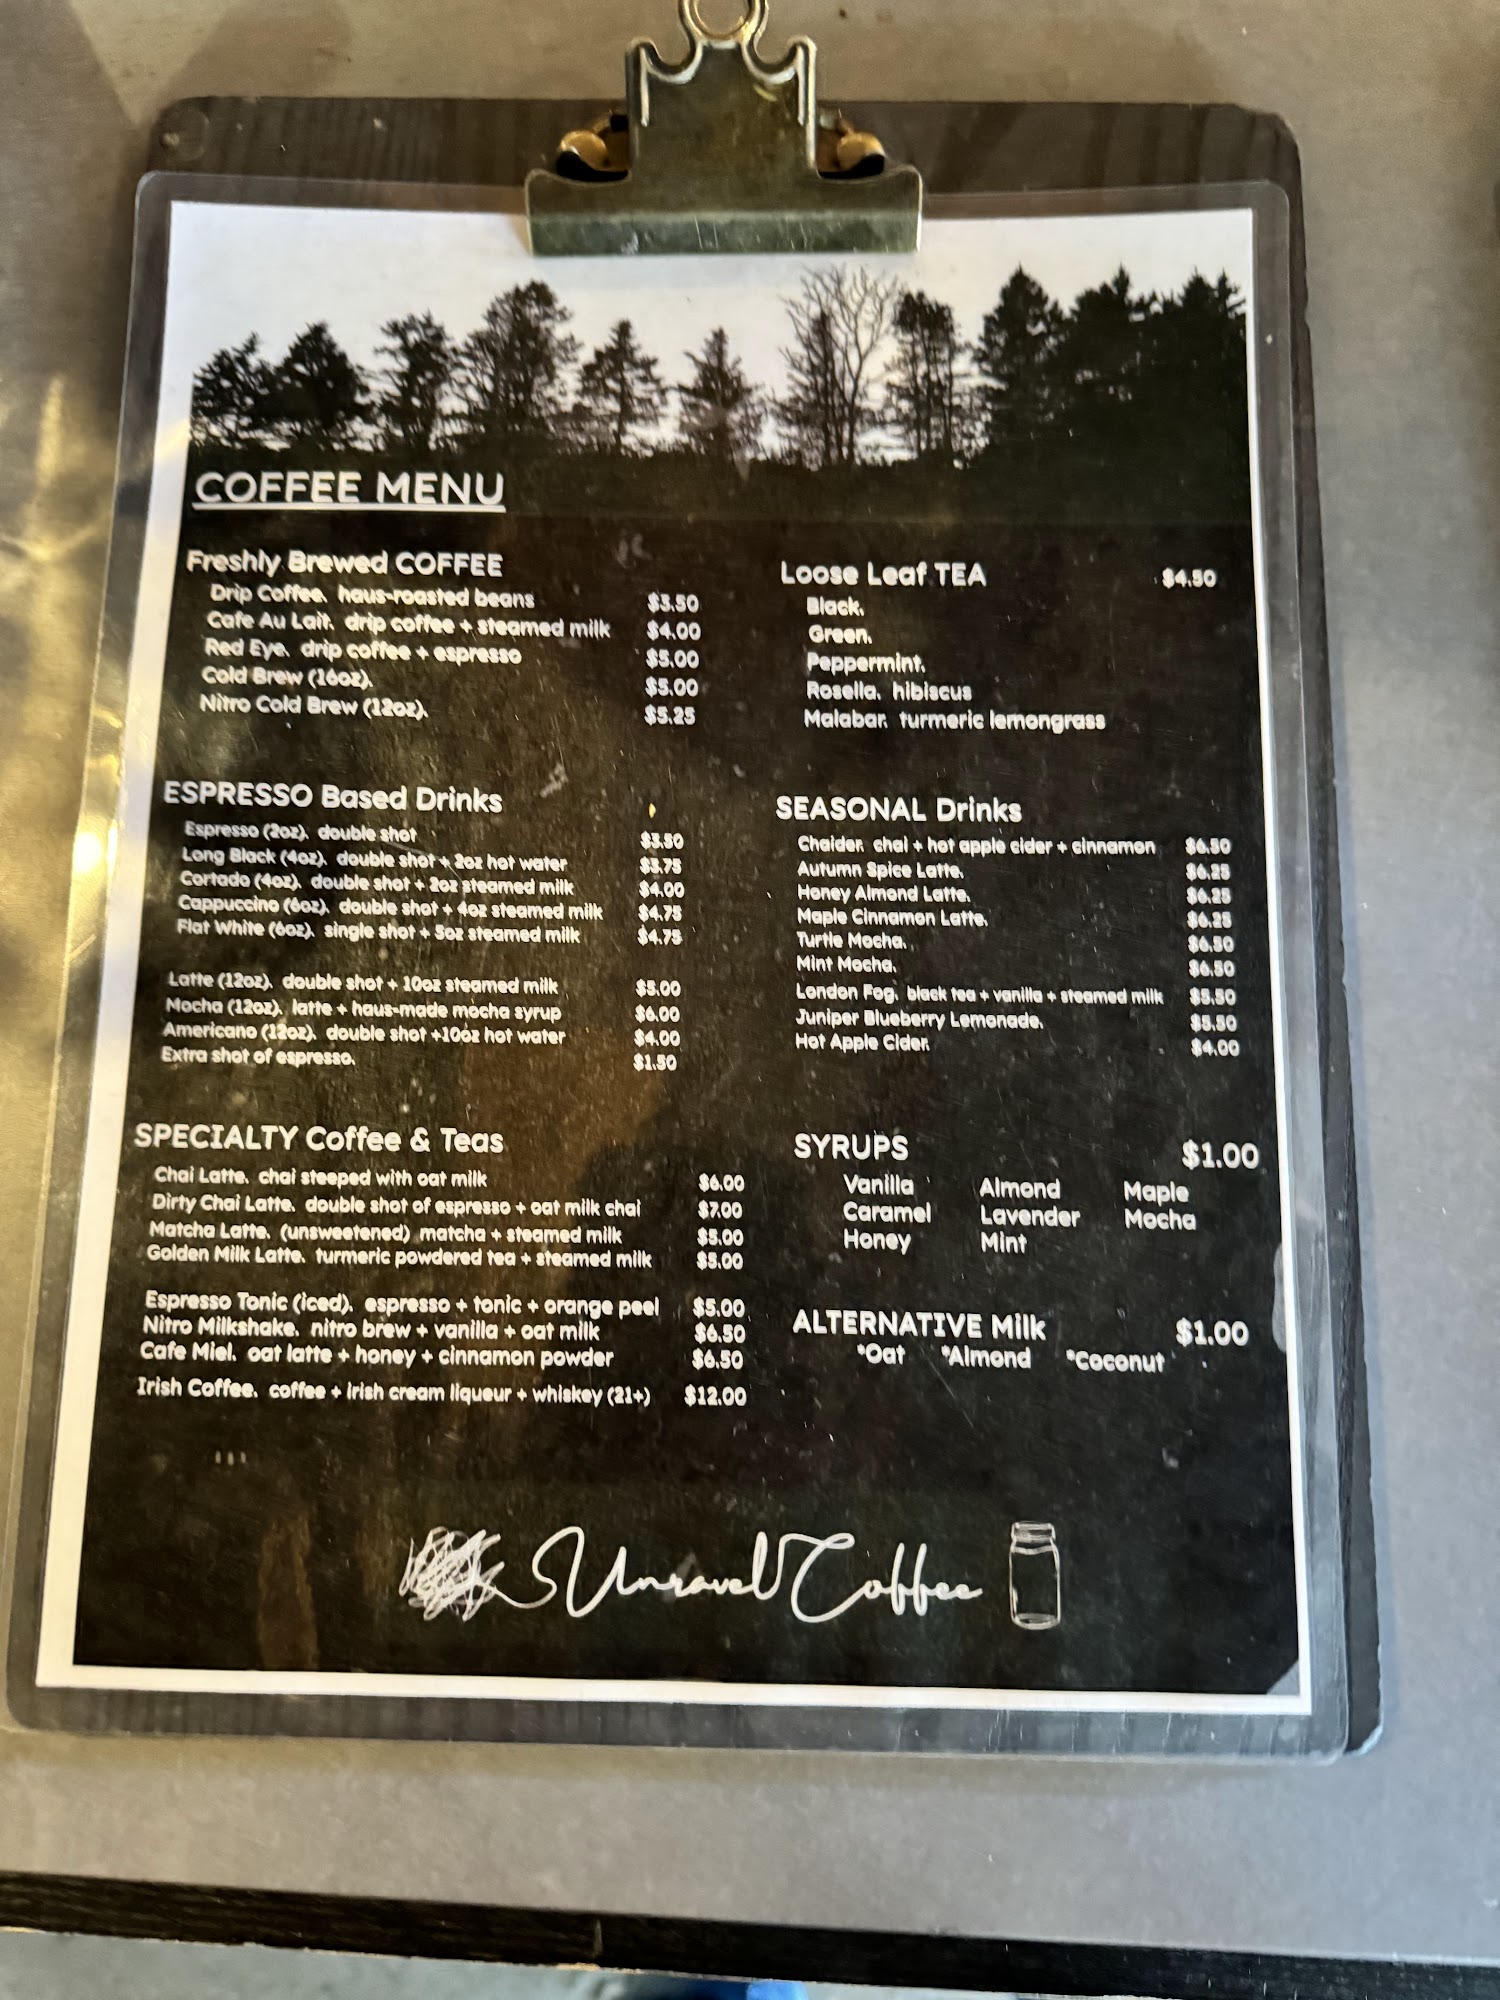 COFFEE MENU
Freshly Brewed COFFEE
Drip Coffee. haus-roasted beans $3.50
Cafe Au Lait. drip coffee + steamed milk $4.00
Red Eye. drip coffee + espresso $5.00
Cold Brew (16oz). $5.00
Nitro Cold Brew (12oz). $5.25
ESPRESSO Based Drinks
Espresso (2oz). double shot $3.50
Long Black (4oz). double shot + 2oz hot water $3.75
Cortado (4oz). double shot + 2oz steamed milk $4.00
Cappuccino (6oz). double shot + 4oz steamed milk $4.75
Flat White (6oz). single shot + 5oz steamed milk $4.75
Latte (12oz). double shot + 10oz steamed milk $5.00
Mocha (12oz). latte + haus-made mocha syrup $6.00
Americano (12oz). double shot +10oz hot water $4.00
Extra shot of espresso. $1.50
SPECIALTY Coffee & Teas
Chai Latte. chai steeped with oat milk $6.00
Dirty Chai Latte. double shot of espresso + oat milk chai $7.00
Matcha Latte. (unsweetened) matcha + steamed milk $5.00
Golden Milk Latte. turmeric powdered tea + steamed milk $5.00
Espresso Tonic (iced). espresso + tonic + orange peel $5.00
Nitro Milkshake. nitro brew + vanilla + oat milk $6.50
Cafe Miel. oat latte + honey + cinnamon powder $6.50
Irish Coffee. coffee + irish cream liqueur + whiskey (21+) $12.00
Loose Leaf TEA $4.50
Black.
Green.
Peppermint.
Rosella. hibiscus
Malabar. turmeric lemongrass
SEASONAL Drinks
Chaider. chai + hot apple cider + cinnamon $6.50
Autumn Spice Latte. $6.25
Honey Almond Latte. $6.25
Maple Cinnamon Latte. $6.25
Turtle Mocha. $6.50
Mint Mocha. $6.50
London Fog. black tea + vanilla + steamed milk $5.50
Juniper Blueberry Lemonade. $5.50
Hot Apple Cider. $4.00
SYRUPS $1.00
Vanilla Almond Maple
Caramel Lavender Mocha
Honey Mint
ALTERNATIVE Milk $1.00
*Oat *Almond *Coconut
Unravel Coffee